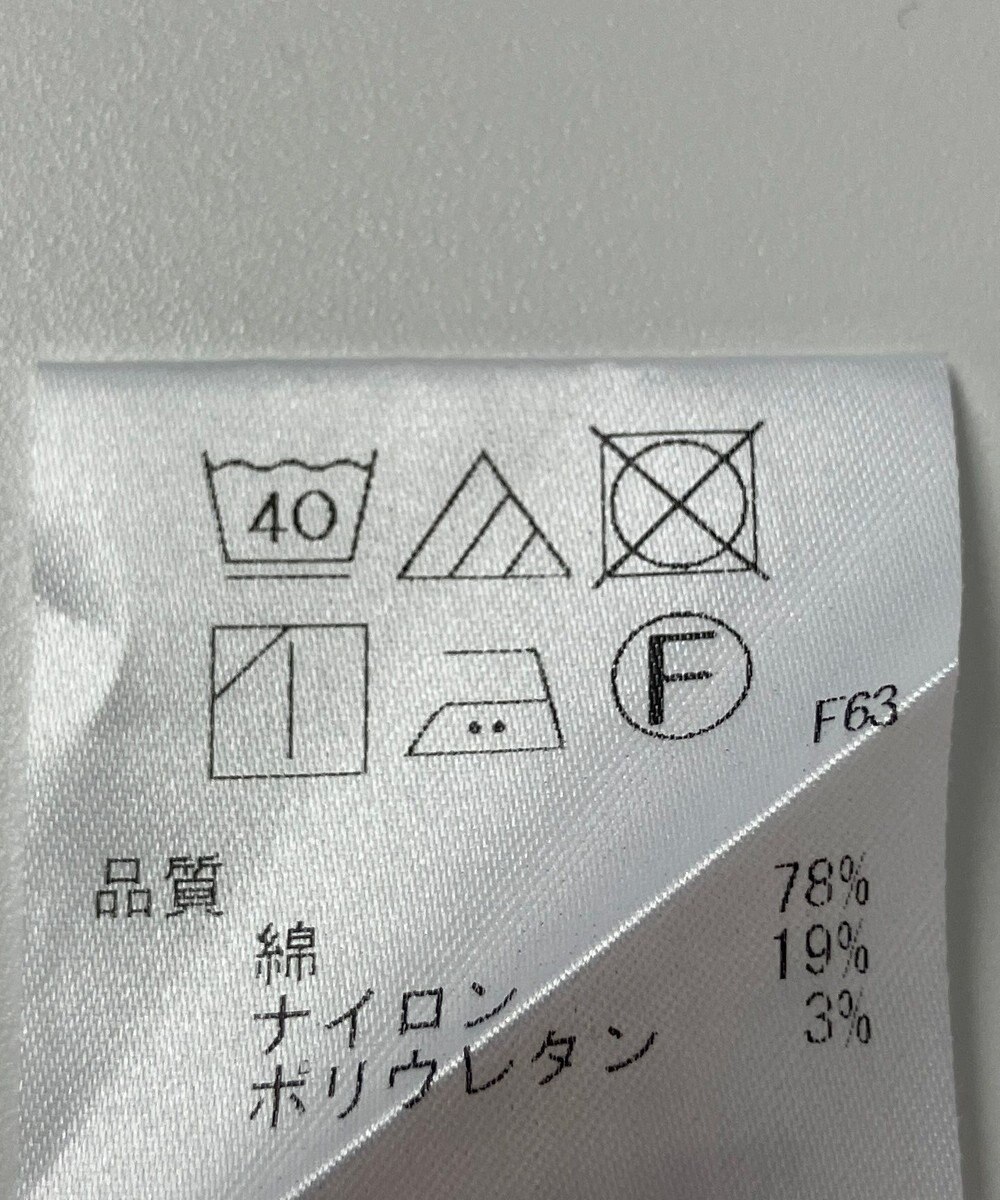 40
F
F63
品質
綿 78%
ナイロン 19%
ポリウレタン 3%